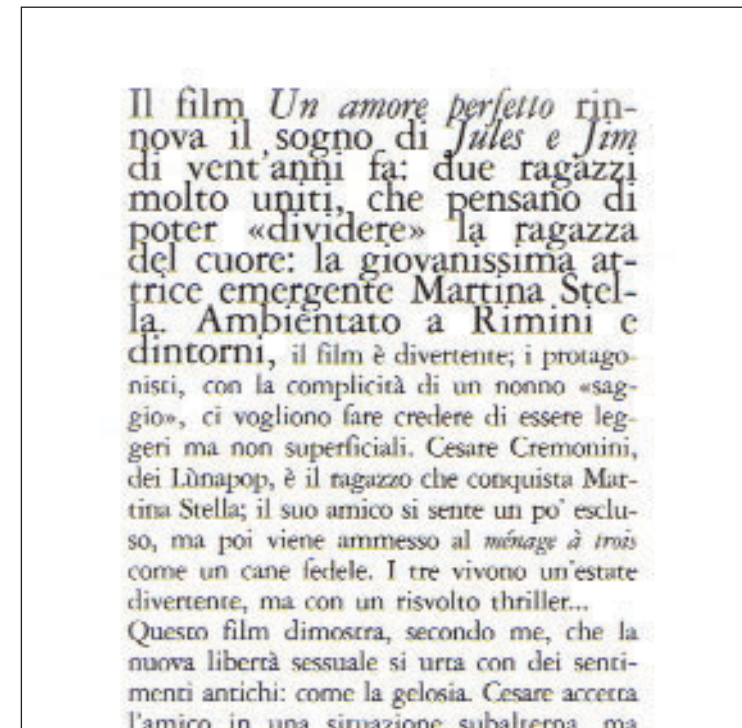 Il film Un amore perfetto rin-
nova il sogno di Jules e Jim
di vent'anni fa: due ragazzi
molto uniti, che pensano di
poter «dividere» la ragazza
del cuore: la giovanissima at-
trice emergente Martina Stel-
la. Ambientato a Rimini e
dintorni, il film è divertente; i protago-
nisti, con la complicità di un nonno «sag-
gio», ci vogliono fare credere di essere leg-
geri ma non superficiali. Cesare Cremonini,
dei Lùnapop, è il ragazzo che conquista Mar-
tina Stella; il suo amico si sente un po' esclu-
so, ma poi viene ammesso al ménage à trois
come un cane fedele. I tre vivono un'estate
divertente, ma con un risvolto thriller...
Questo film dimostra, secondo me, che la
nuova libertà sessuale si urta con dei senti-
menti antichi: come la gelosia. Cesare accetta
l'amico in una situazione subalterna, ma